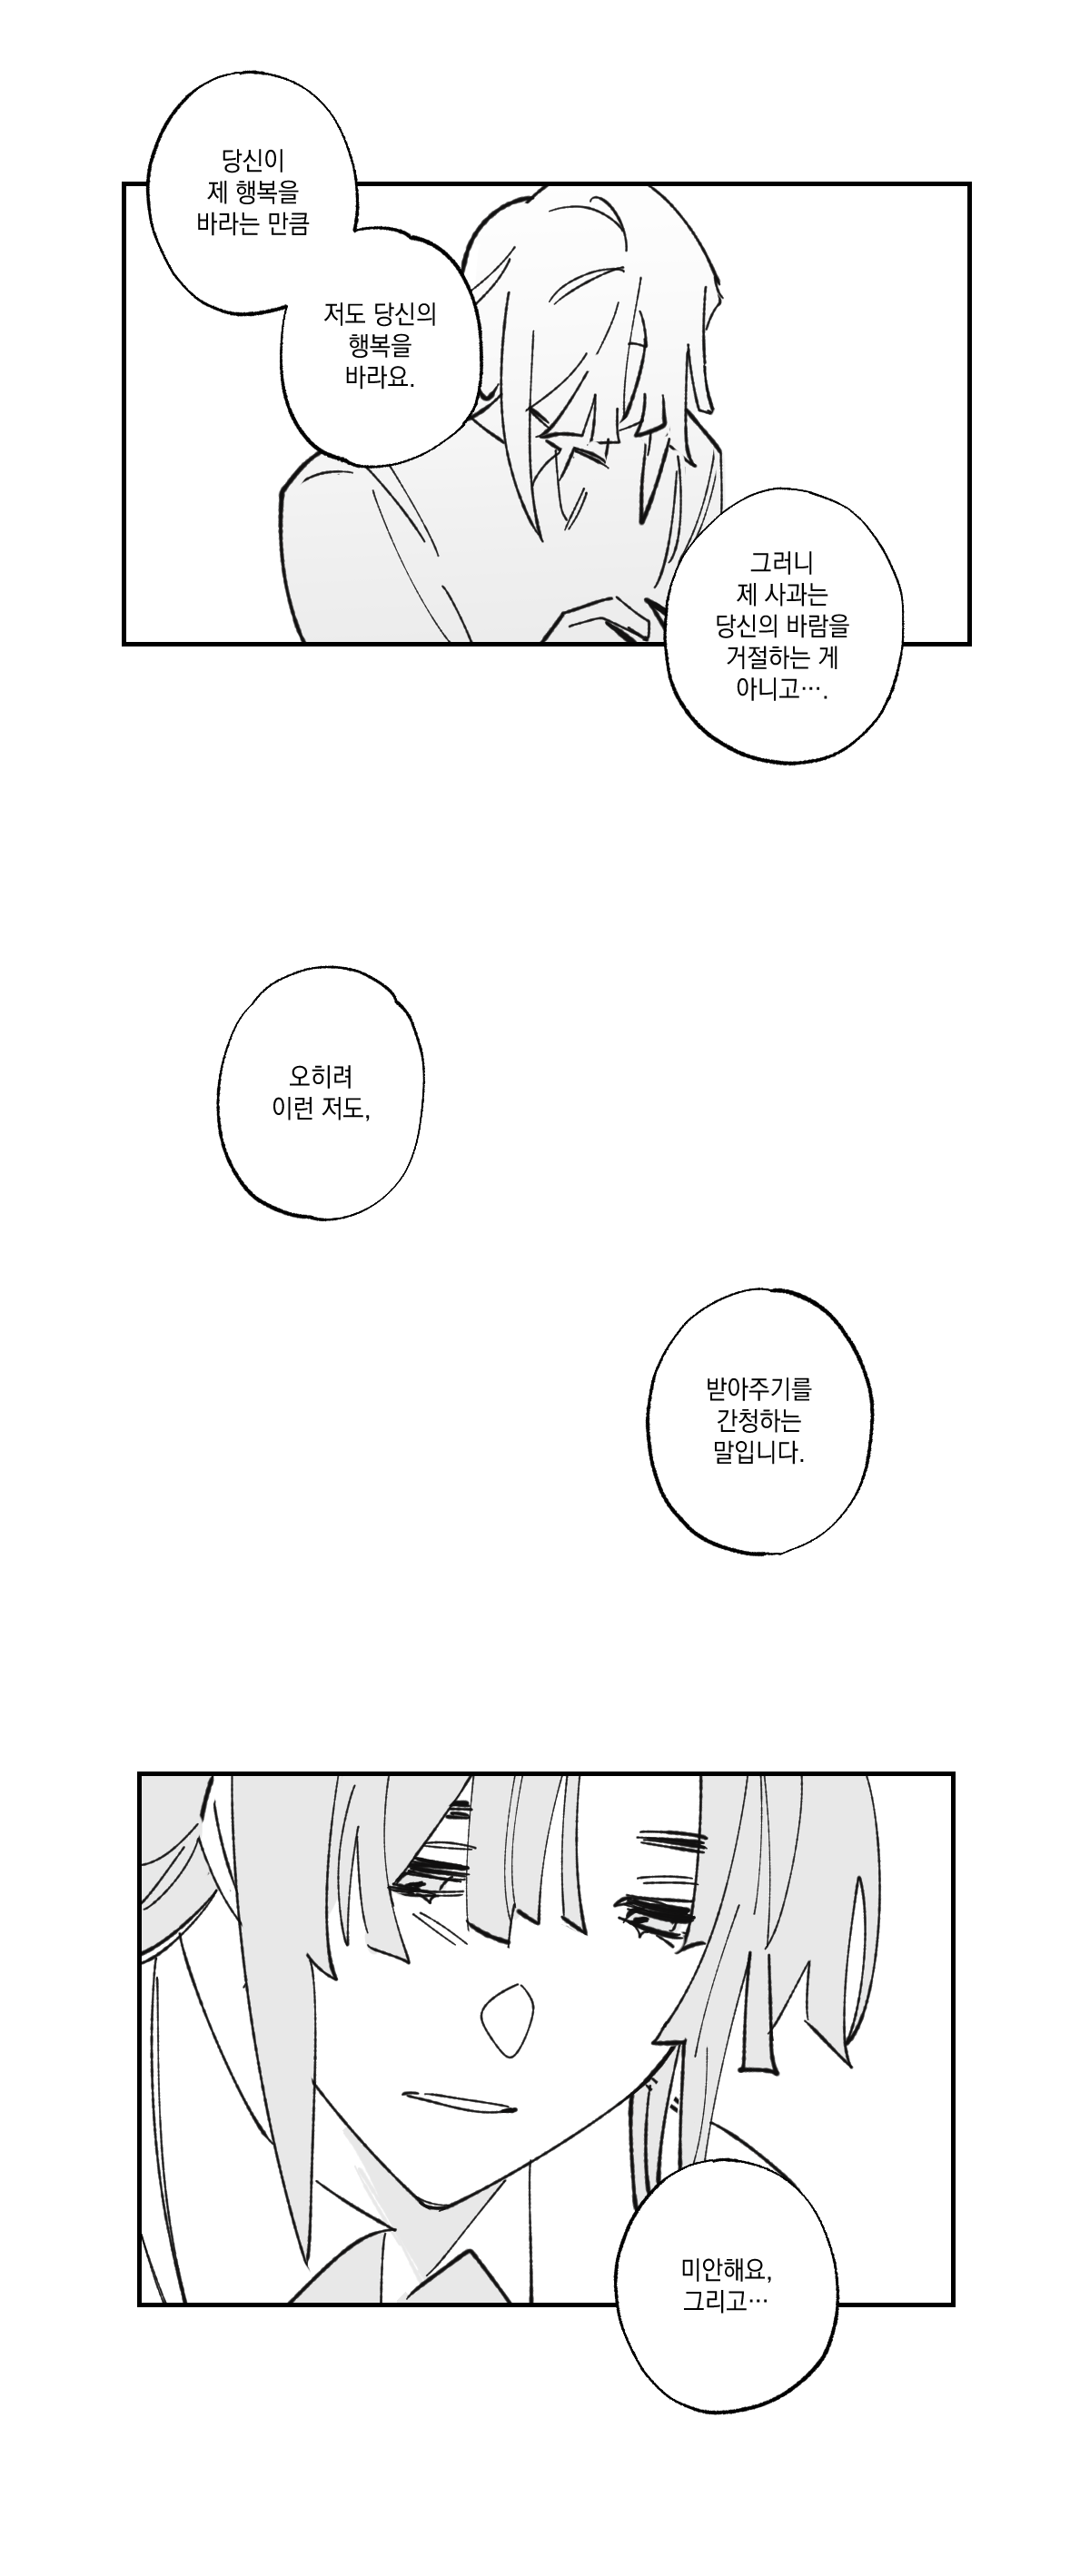 당신이
제 행복을
바라는 만큼
저도 당신의
행복을
바라요.
그러니
제 사과는
당신의 바람을
거절하는 게
아니고….
오히려
이런 저도,
받아주기를
간청하는
말입니다.
미안해요,
그리고…